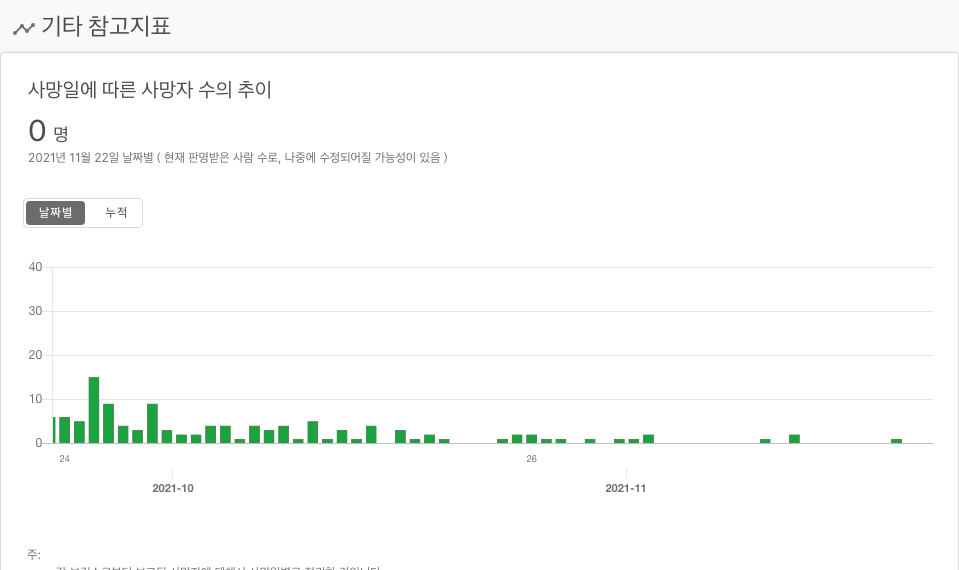 기타 참고지표
사망일에 따른 사망자 수의 추이
0 명
2021년 11월 22일 날짜별 ( 현재 판명받은 사람 수로, 나중에 수정되어질 가능성이 있음 )
날짜별 누적
40
30
20
10
0
24 26
2021-10 2021-11
주: